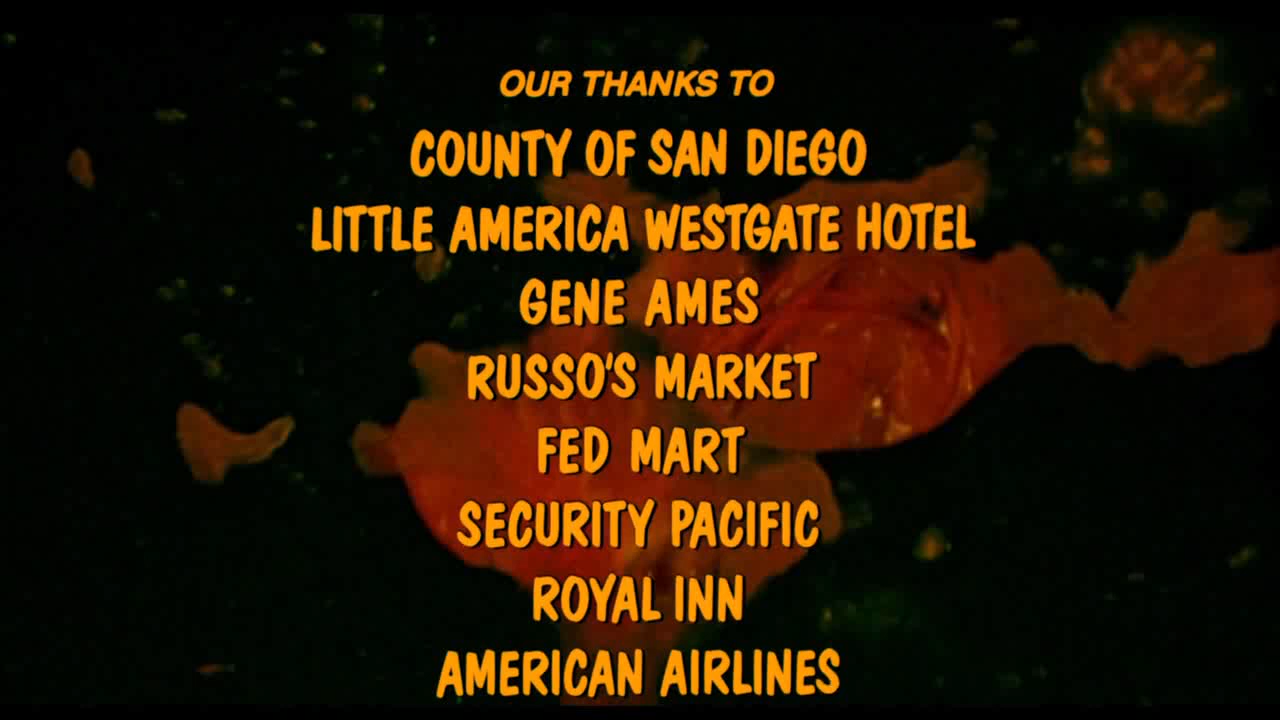 OUR THANKS TO
COUNTY OF SAN DIEGO
LITTLE AMERICA WESTGATE HOTEL
GENE AMES
RUSSO'S MARKET
FED MART
SECURITY PACIFIC
ROYAL INN
AMERICAN AIRLINES